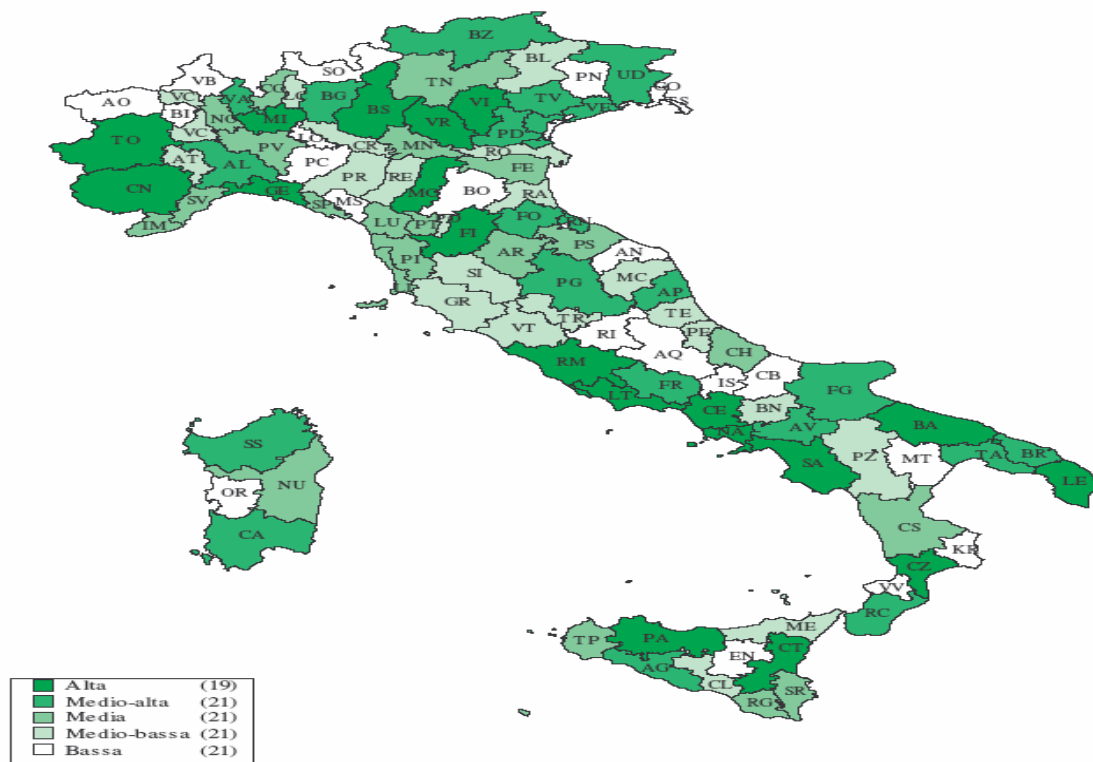 BZ
BL
SO
TN
PN
UD
VB
CO
LC
GO
TS
AO
VC
VA
BG
BS
VI
TV
VE
BI
NO
MI
VR
PD
TO
VC
LO
PV
CR
MN
RO
AT
AL
PC
FE
PR
RE
MO
BO
CN
GE
RA
SV
SP
MS
FO
RN
IM
LU
PT
FI
PS
PI
AR
AN
LI
SI
MC
PG
AP
GR
TR
TE
VT
RI
PE
AQ
CH
RM
IS
CB
FR
LT
FG
CE
BN
NA
AV
BA
SS
SA
PZ
MT
TA
BR
LE
NU
OR
CA
CS
KR
CZ
VV
RC
ME
TP
PA
CT
EN
AG
CL
SR
RG
Alta (19)
Medio-alta (21)
Media (21)
Medio-bassa (21)
Bassa (21)